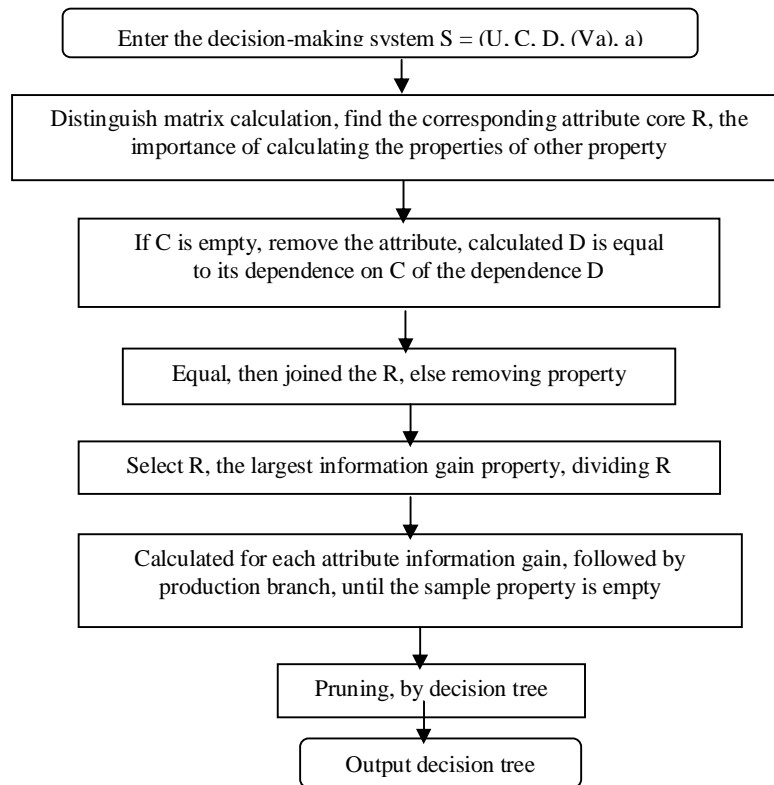 Enter the decision-making system S = (U, C, D, (Va), a)
Distinguish matrix calculation, find the corresponding attribute core R, the
importance of calculating the properties of other property
If C is empty, remove the attribute, calculated D is equal
to its dependence on C of the dependence D
Equal, then joined the R, else removing property
Select R, the largest information gain property, dividing R
Calculated for each attribute information gain, followed by
production branch, until the sample property is empty
Pruning, by decision tree
Output decision tree